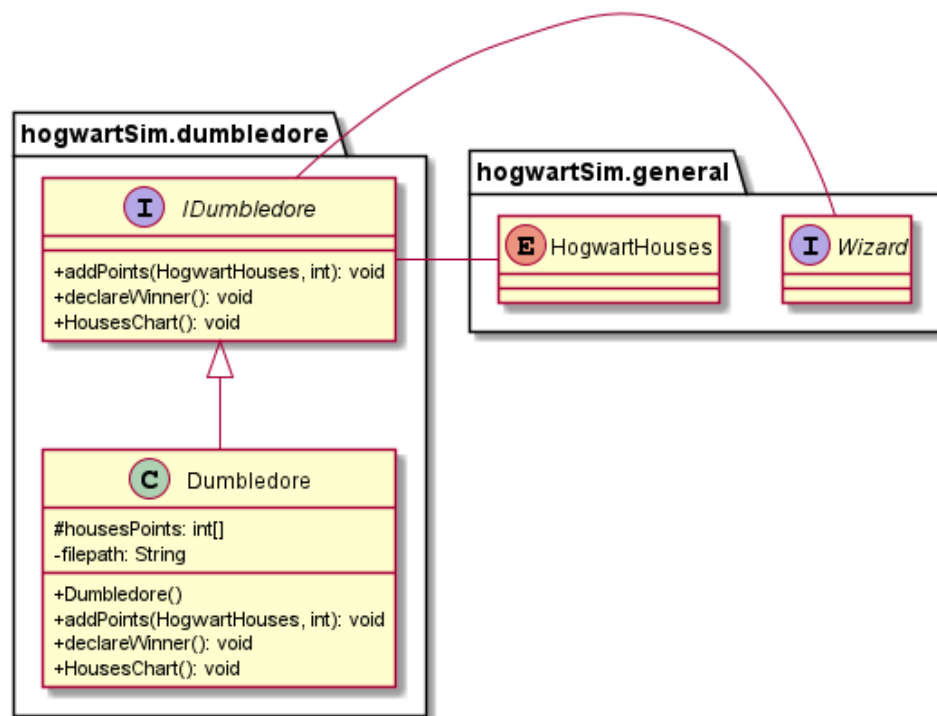 hogwartSim.dumbledore
I IDumbledore
+addPoints(HogwartHouses, int): void
+declareWinner(): void
+HousesChart(): void
C Dumbledore
#housesPoints: int[]
-filepath: String
+Dumbledore()
+addPoints(HogwartHouses, int): void
+declareWinner(): void
+HousesChart(): void
hogwartSim.general
E HogwartHouses
I Wizard